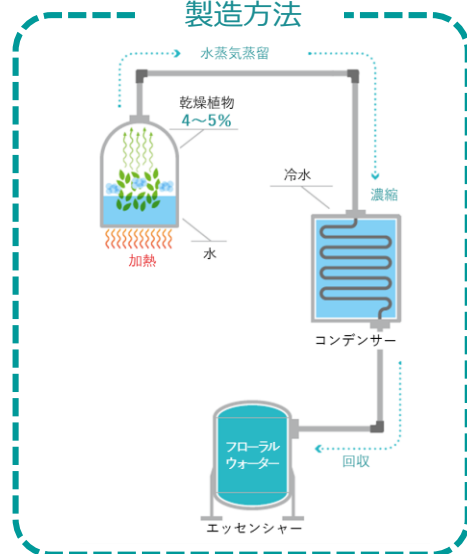 製造方法
水蒸気蒸留
乾燥植物
4〜5%
冷水
濃縮
水
加熱
コンデンサー
フローラル
ウォーター
回収
エッセンシャー